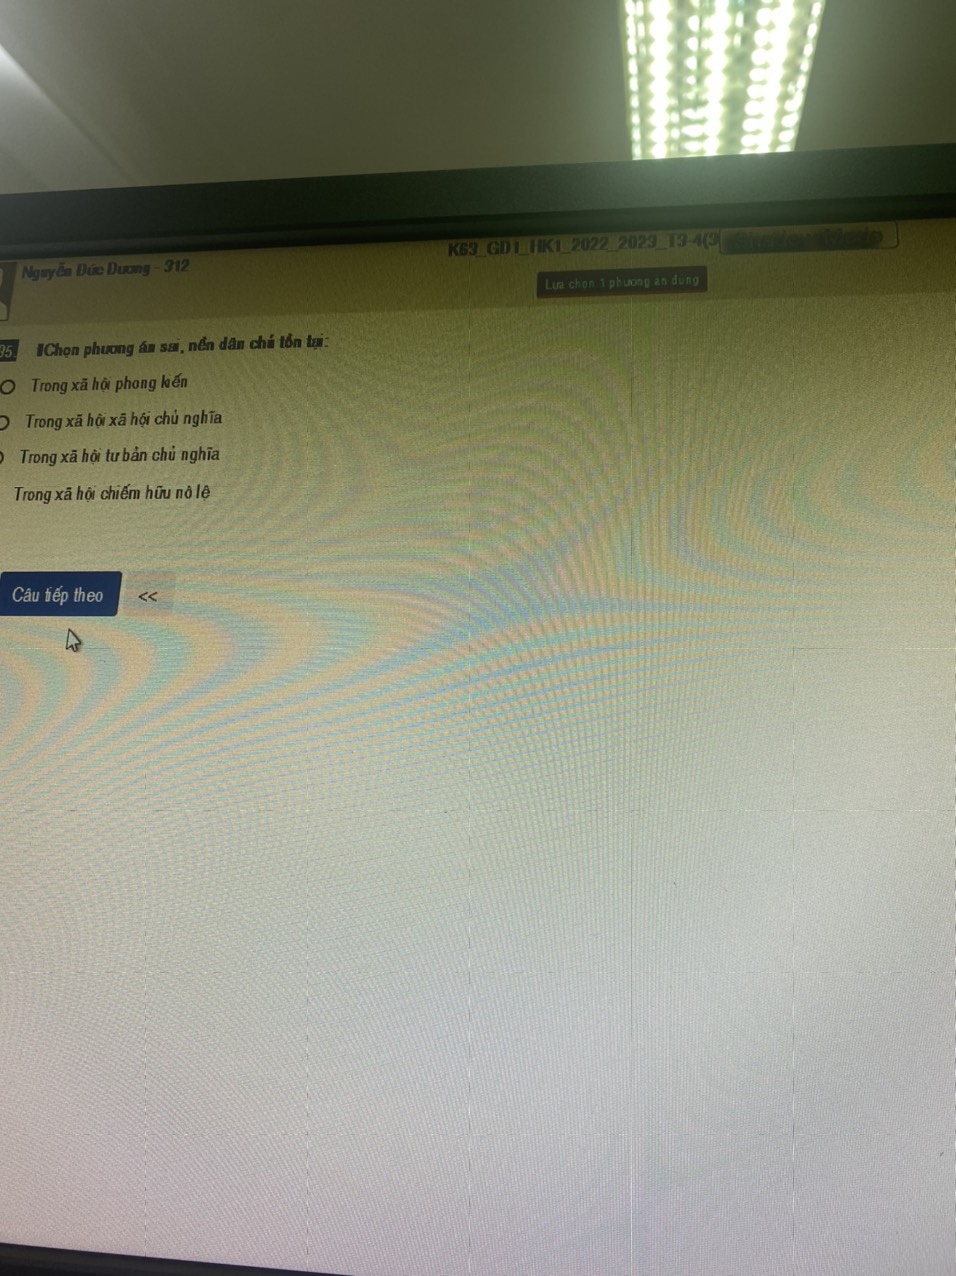 K63_GD1_HK1_2022_2023_13-4(3
Nguyễn Đức Dương - 312
Lựa chọn 1 phương án đúng
35 Chọn phương án sai, nền dân chủ tồn tại:
Trong xã hội phong kiến
Trong xã hội xã hội chủ nghĩa
Trong xã hội tư bản chủ nghĩa
Trong xã hội chiếm hữu nô lệ
Câu tiếp theo <<